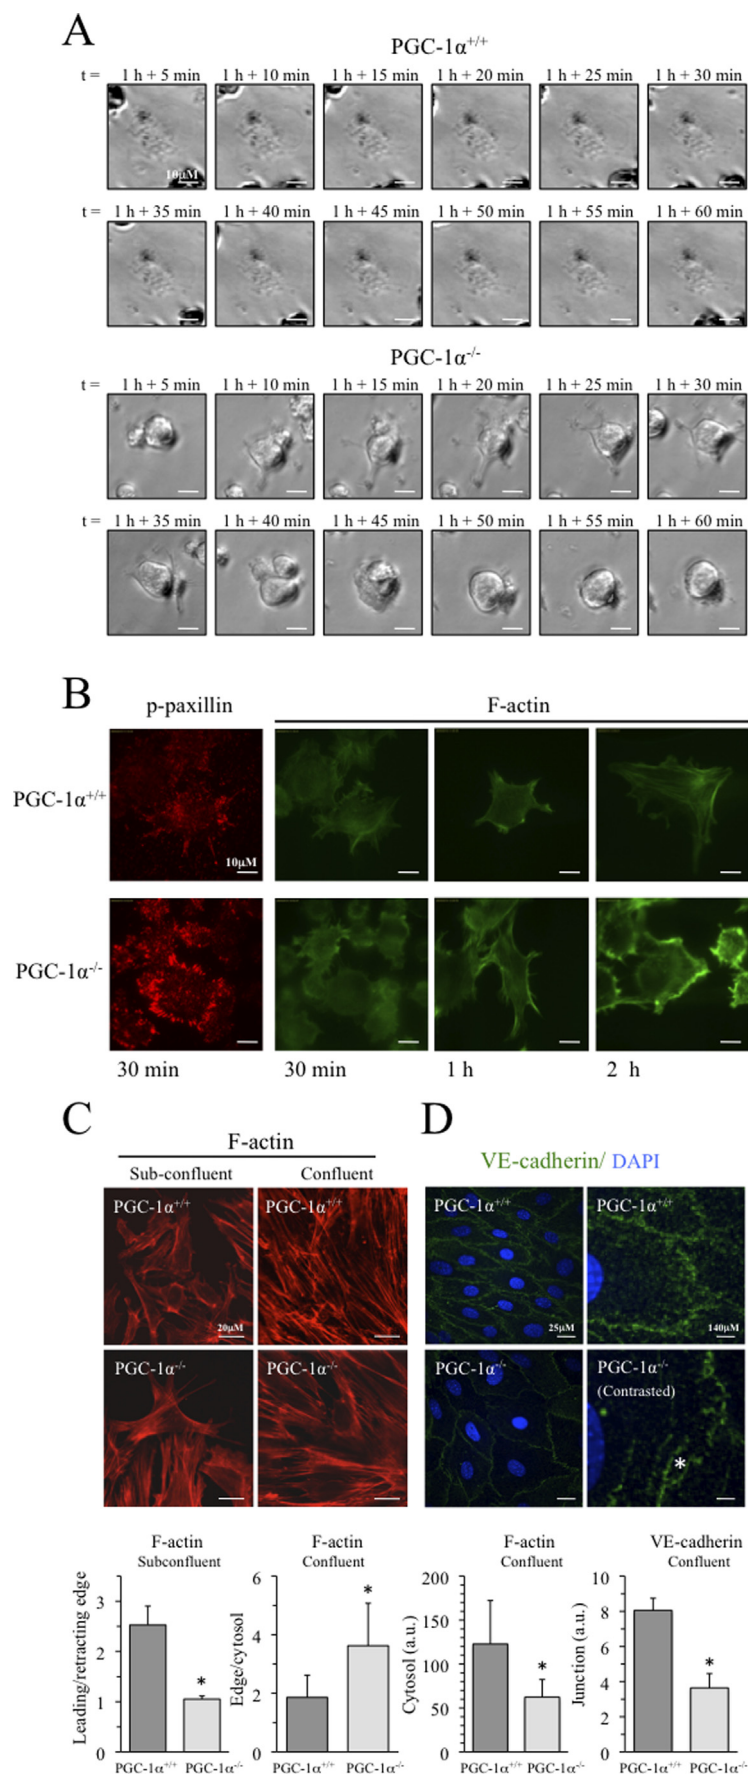 A
PGC-1α+/+
t = 1 h + 5 min 1 h + 10 min 1 h + 15 min 1 h + 20 min 1 h + 25 min 1 h + 30 min
10μM
t = 1 h + 35 min 1 h + 40 min 1 h + 45 min 1 h + 50 min 1 h + 55 min 1 h + 60 min
PGC-1α-/-
t = 1 h + 5 min 1 h + 10 min 1 h + 15 min 1 h + 20 min 1 h + 25 min 1 h + 30 min
t = 1 h + 35 min 1 h + 40 min 1 h + 45 min 1 h + 50 min 1 h + 55 min 1 h + 60 min
B
p-paxillin F-actin
PGC-1α+/+
10μM
PGC-1α-/-
30 min 30 min 1 h 2 h
C
F-actin
Sub-confluent Confluent
PGC-1α+/+ PGC-1α+/+
20μM
PGC-1α-/- PGC-1α-/-
D
VE-cadherin/ DAPI
PGC-1α+/+ PGC-1α+/+
25μM 140μM
PGC-1α-/- PGC-1α-/-
(Contrasted)
*
F-actin
Subconfluent
Leading/retracting edge
3
2
1
0
*
PGC-1α+/+ PGC-1α-/-
F-actin
Confluent
Edge/cytosol
6
4
2
0
*
PGC-1α+/+ PGC-1α-/-
F-actin
Confluent
Cytosol (a.u.)
200
150
100
50
0
*
PGC-1α+/+ PGC-1α-/-
VE-cadherin
Confluent
Junction (a.u.)
10
8
6
4
2
0
*
PGC-1α+/+ PGC-1α-/-